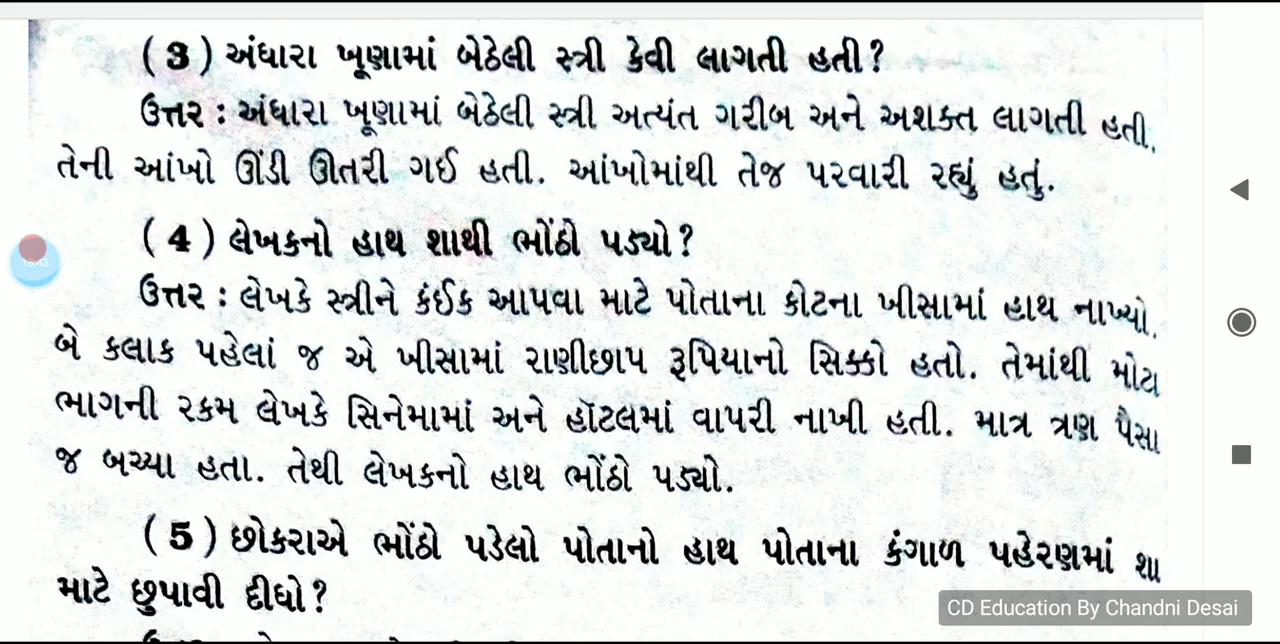 (3) અંધારા ખૂણામાં બેઠેલી સ્ત્રી કેવી લાગતી હતી?
ઉત્તર : અંધારા ખૂણામાં બેઠેલી સ્ત્રી અત્યંત ગરીબ અને અશક્ત લાગતી હતી.
તેની આંખો ઊંડી ઊતરી ગઈ હતી. આંખોમાંથી તેજ પરવારી રહ્યું હતું.
(4) લેખકનો હાથ શાથી ભોંઠો પડ્યો?
ઉત્તર : લેખકે સ્ત્રીને કંઈક આપવા માટે પોતાના કોટના ખીસામાં હાથ નાખ્યો.
બે કલાક પહેલાં જ એ ખીસામાં રાણીછાપ રૂપિયાનો સિક્કો હતો. તેમાંથી મોટા
ભાગની રકમ લેખકે સિનેમામાં અને હૉટલમાં વાપરી નાખી હતી. માત્ર ત્રણ પૈસા
જ બચ્યા હતા. તેથી લેખકનો હાથ ભોંઠો પડ્યો.
(5) છોકરાએ ભોંઠો પડેલો પોતાનો હાથ પોતાના કંગાળ પહેરણમાં શા
માટે છુપાવી દીધો?
CD Education By Chandni Desai